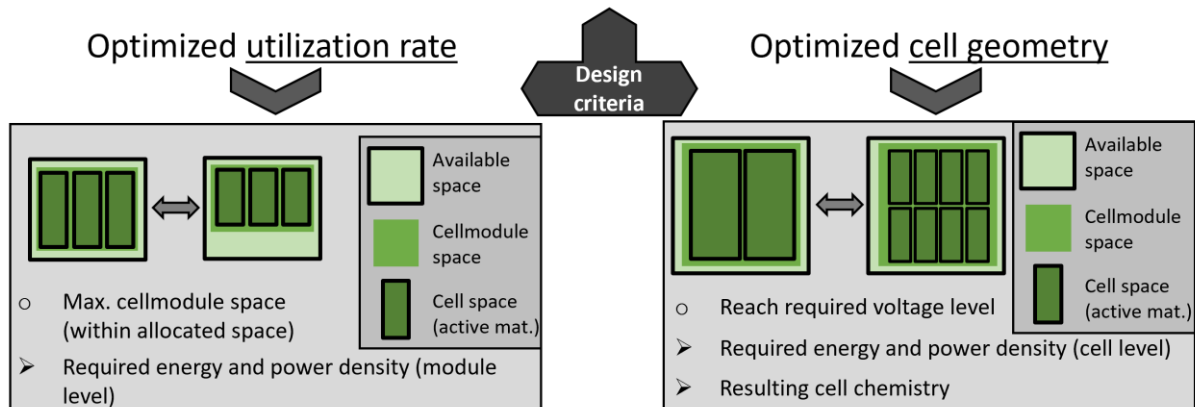 Optimized utilization rate
Design
criteria
Optimized cell geometry
Available
space
Cellmodule
space
Cell space
(active mat.)
○ Max. cellmodule space
(within allocated space)
➢ Required energy and power density (module
level)
Available
space
Cellmodule
space
Cell space
(active mat.)
○ Reach required voltage level
➢ Required energy and power density (cell level)
➢ Resulting cell chemistry